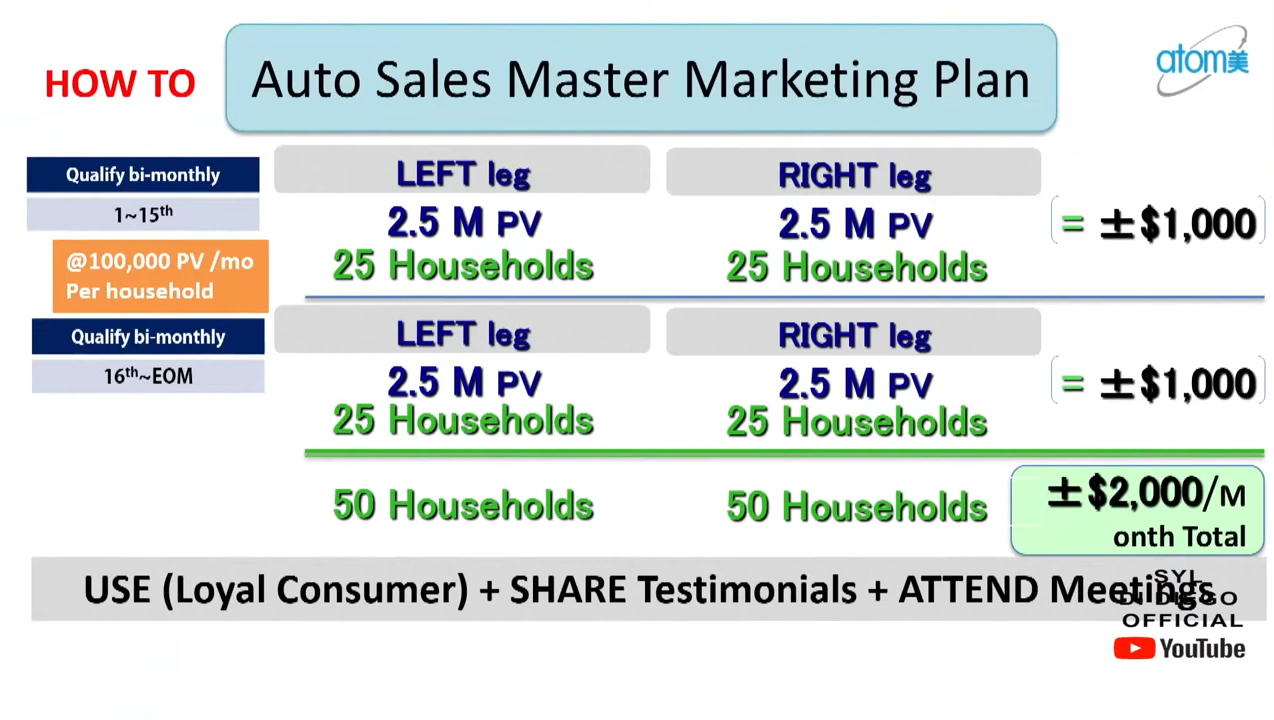 HOW TO
Auto Sales Master Marketing Plan
atom美
Qualify bi-monthly
1~15th
@100,000 PV /mo
Per household
LEFT leg
2.5 M PV
25 Households
RIGHT leg
2.5 M PV
25 Households
= ±$1,000
Qualify bi-monthly
16th~EOM
LEFT leg
2.5 M PV
25 Households
RIGHT leg
2.5 M PV
25 Households
= ±$1,000
50 Households
50 Households
±$2,000/M
onth Total
USE (Loyal Consumer) + SHARE Testimonials + ATTEND Meetings
DIEGO
OFFICIAL
YouTube